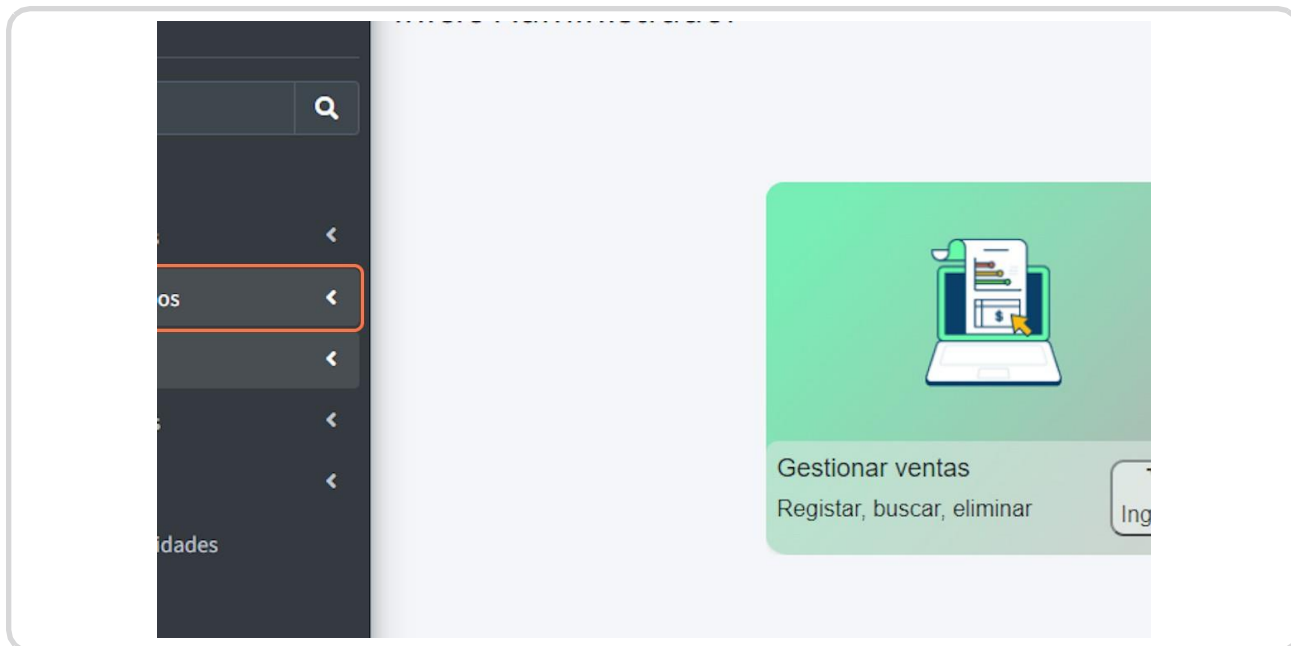 os
idades
Gestionar ventas
Registar, buscar, eliminar
Ing